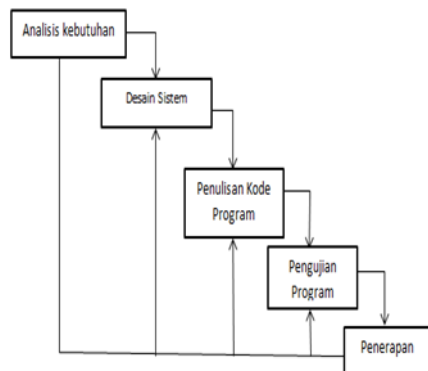 Analisis kebutuhan
Desain Sistem
Penulisan Kode
Program
Pengujian
Program
Penerapan